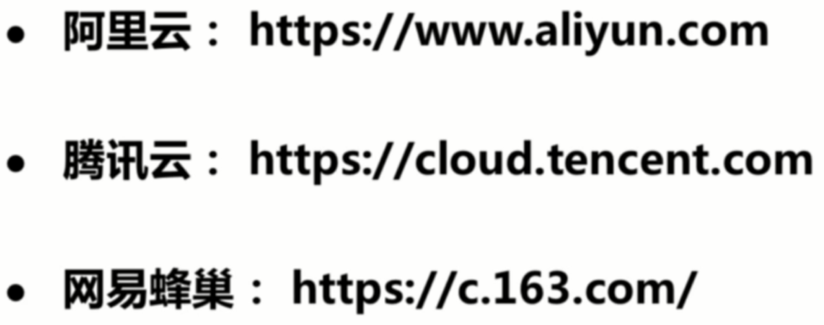 • 阿里云： https://www.aliyun.com
• 腾讯云： https://cloud.tencent.com
• 网易蜂巢： https://c.163.com/